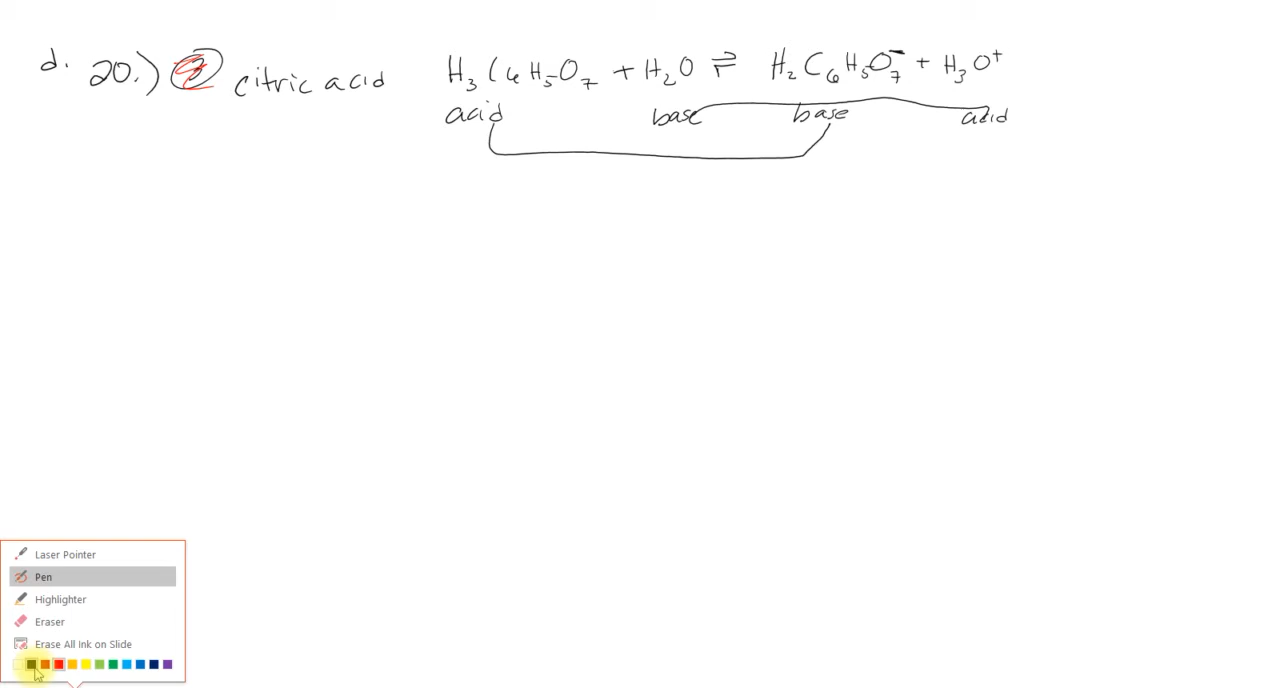 d. 20.) citric acid H₃C₆H₅O₇ + H₂O ⇌ H₂C₆H₅O₇⁻ + H₃O⁺
acid base base acid
Laser Pointer
Pen
Highlighter
Eraser
Erase All Ink on Slide